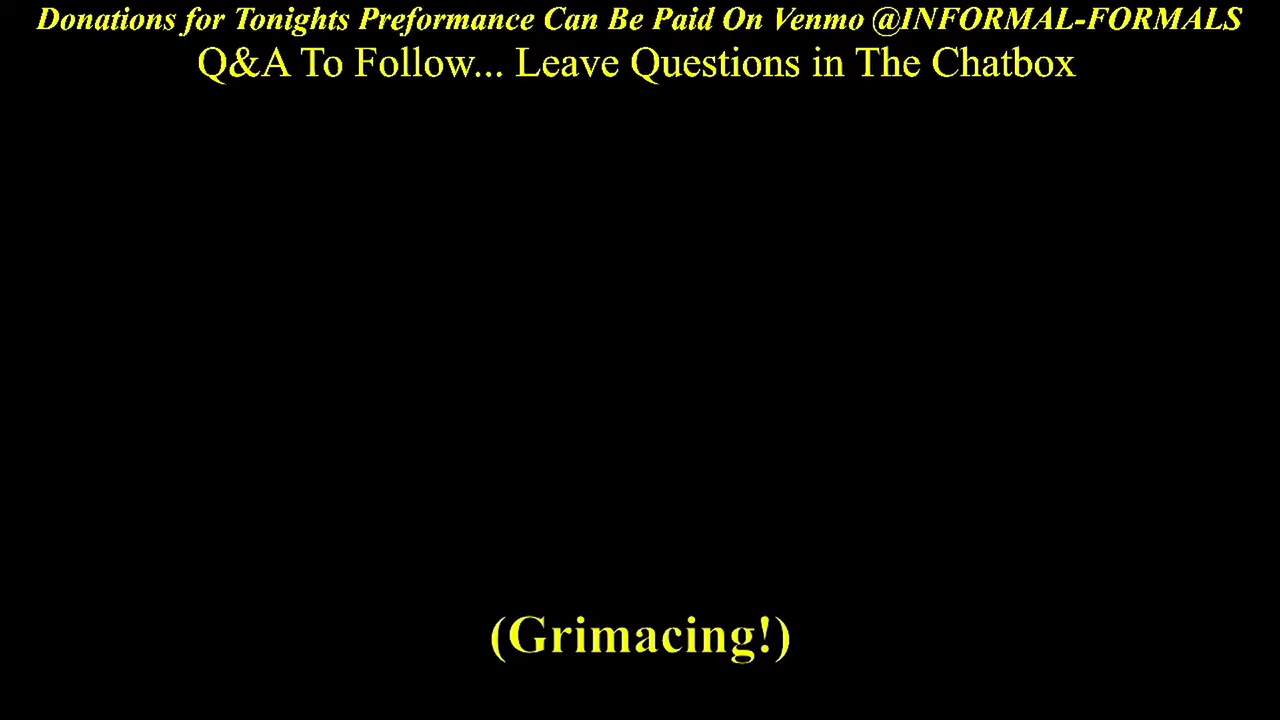 Donations for Tonights Preformance Can Be Paid On Venmo @INFORMAL-FORMALS
Q&A To Follow... Leave Questions in The Chatbox
(Grimacing!)